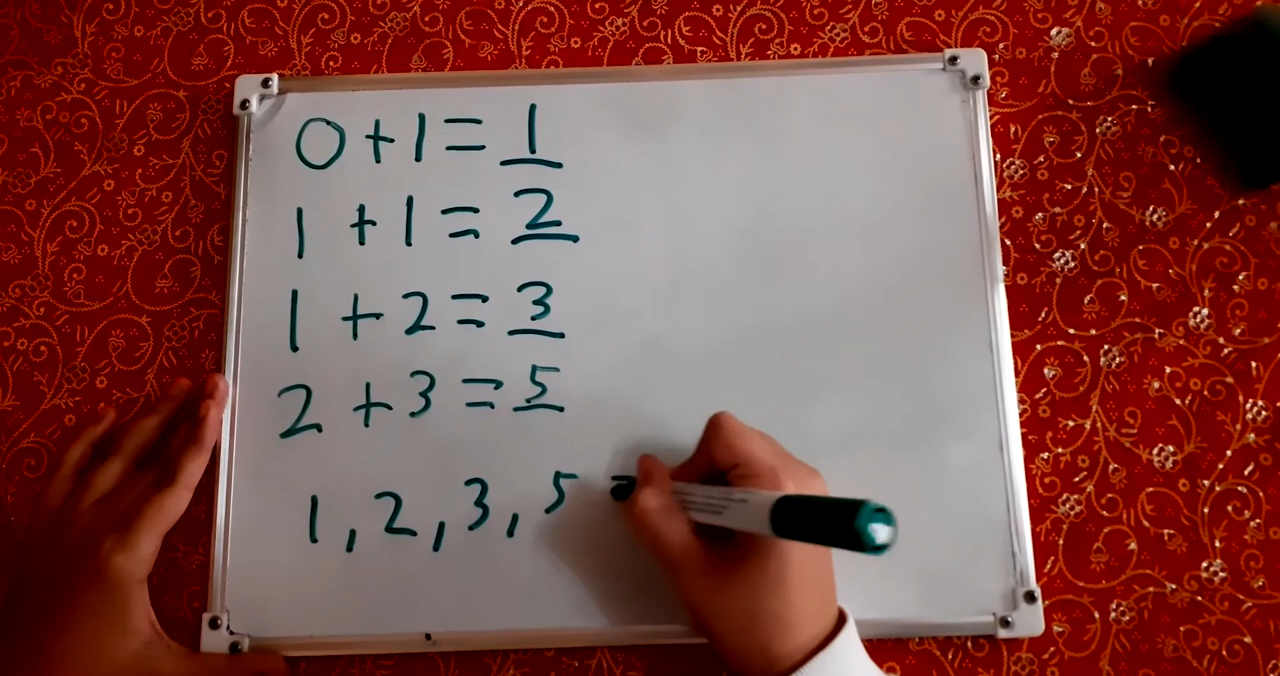 0 + 1 = 1
1 + 1 = 2
1 + 2 = 3
2 + 3 = 5
1, 2, 3, 5